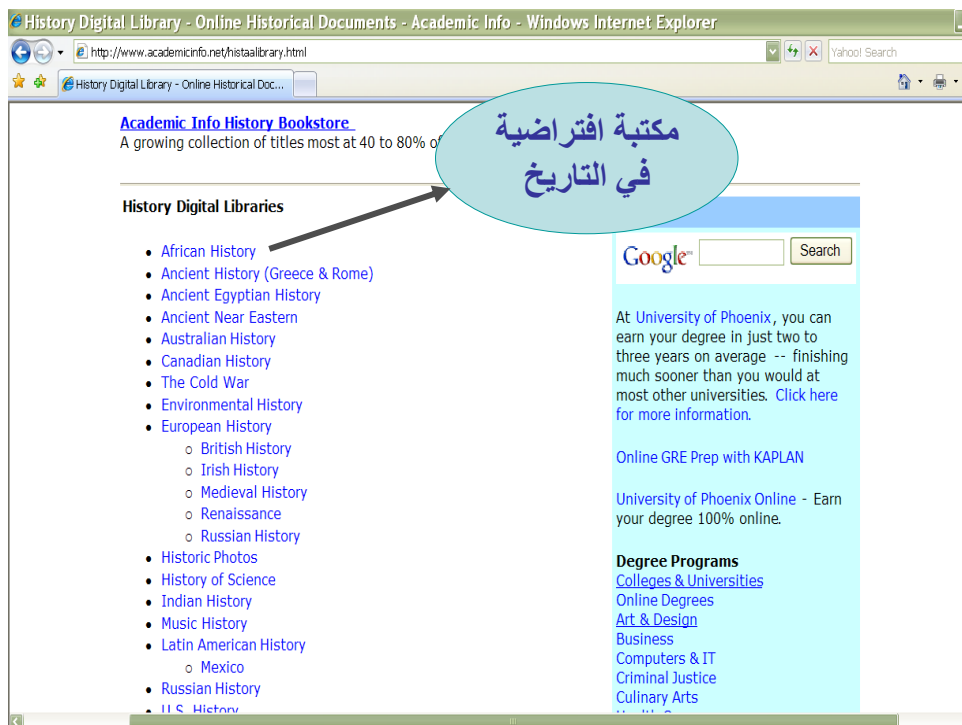 History Digital Library - Online Historical Documents - Academic Info - Windows Internet Explorer
http://www.academicinfo.net/histaalibrary.html
Yahoo! Search
History Digital Library - Online Historical Doc...
Academic Info History Bookstore
A growing collection of titles most at 40 to 80% of
مكتبة افتراضية
في التاريخ
History Digital Libraries
African History
Ancient History (Greece & Rome)
Ancient Egyptian History
Ancient Near Eastern
Australian History
Canadian History
The Cold War
Environmental History
European History
British History
Irish History
Medieval History
Renaissance
Russian History
Historic Photos
History of Science
Indian History
Music History
Latin American History
Mexico
Russian History
U.S. History
Google™
Search
At University of Phoenix, you can
earn your degree in just two to
three years on average -- finishing
much sooner than you would at
most other universities. Click here
for more information.
Online GRE Prep with KAPLAN
University of Phoenix Online - Earn
your degree 100% online.
Degree Programs
Colleges & Universities
Online Degrees
Art & Design
Business
Computers & IT
Criminal Justice
Culinary Arts